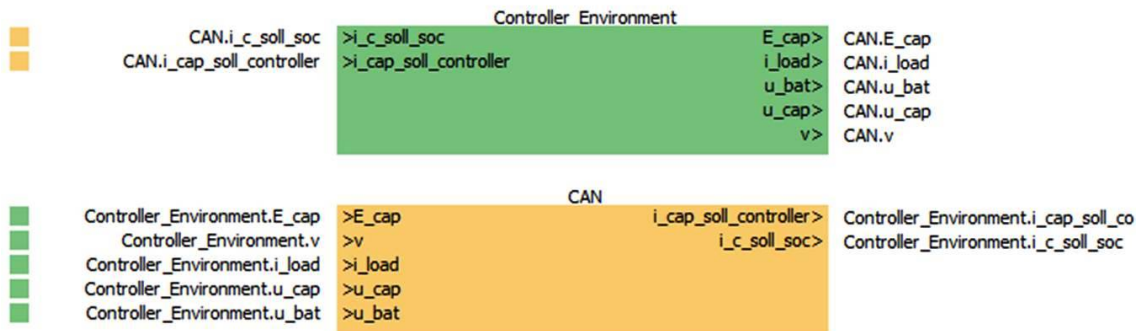 Controller Environment
CAN.i_c_soll_soc >i_c_soll_soc E_cap> CAN.E_cap
CAN.i_cap_soll_controller >i_cap_soll_controller i_load> CAN.i_load
u_bat> CAN.u_bat
u_cap> CAN.u_cap
v> CAN.v
CAN
Controller_Environment.E_cap >E_cap i_cap_soll_controller> Controller_Environment.i_cap_soll_co
Controller_Environment.v >v i_c_soll_soc> Controller_Environment.i_c_soll_soc
Controller_Environment.i_load >i_load
Controller_Environment.u_cap >u_cap
Controller_Environment.u_bat >u_bat